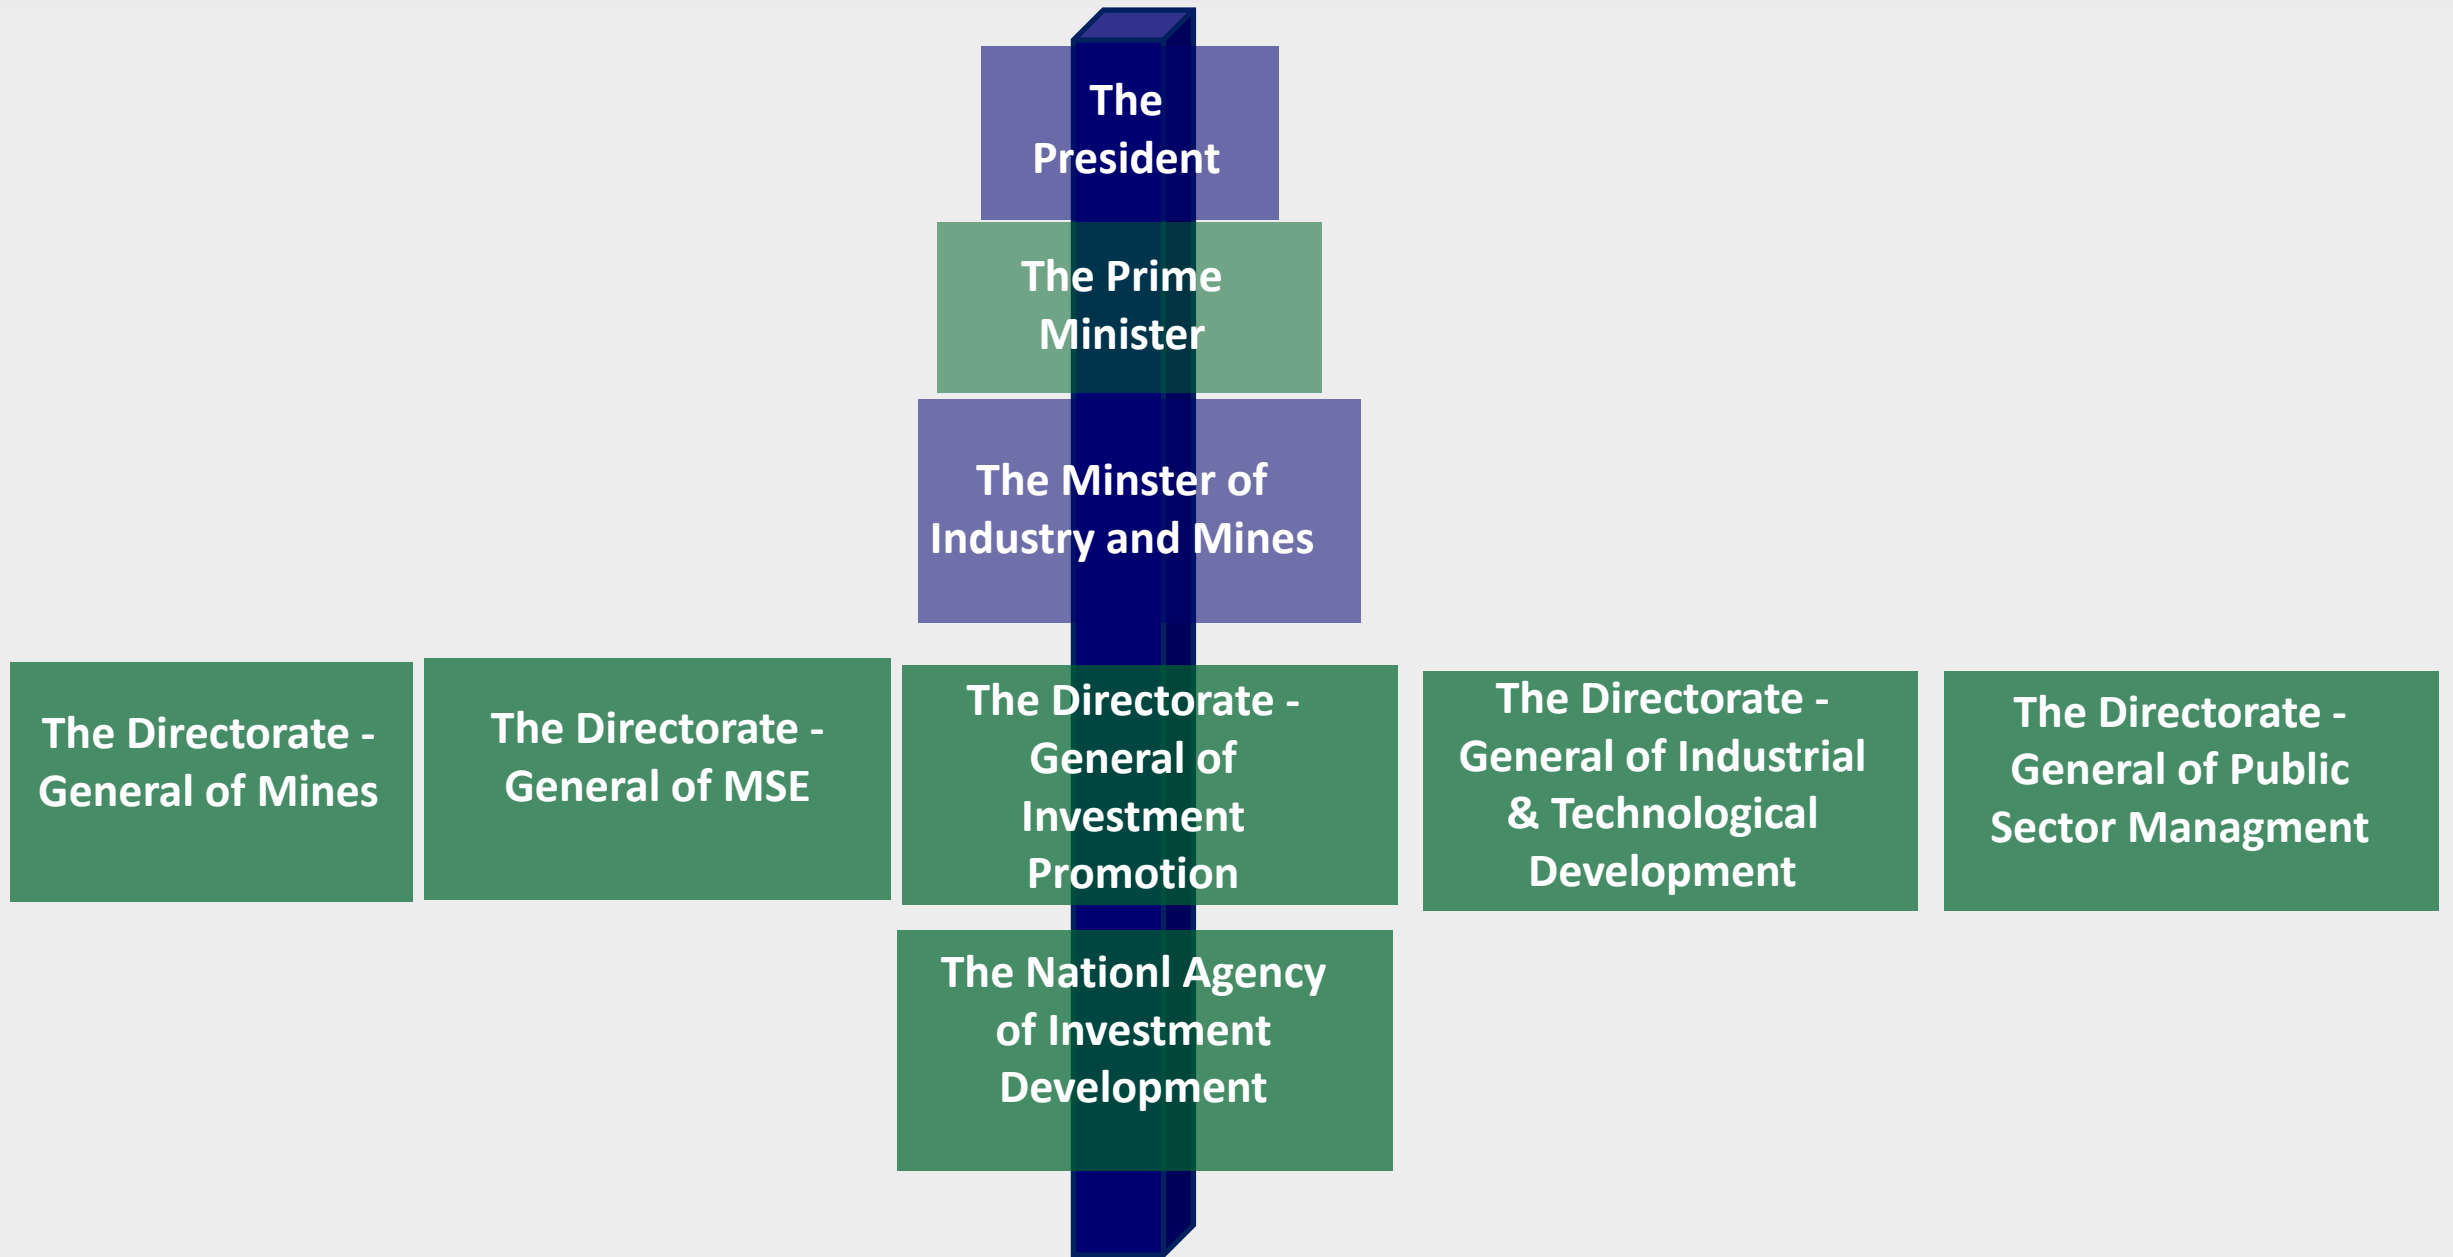 The
President
The Prime
Minister
The Minster of
Industry and Mines
The Directorate -
General of Mines
The Directorate -
General of MSE
The Directorate -
General of
Investment
Promotion
The Directorate -
General of Industrial
& Technological
Development
The Directorate -
General of Public
Sector Managment
The Nationl Agency
of Investment
Development